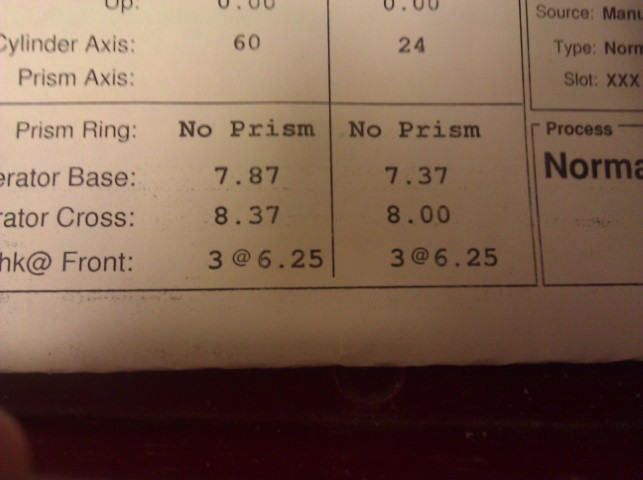 Up: 0.00 0.00
Cylinder Axis: 60 24
Prism Axis:
Prism Ring: No Prism No Prism
erator Base: 7.87 7.37
rator Cross: 8.37 8.00
hk@ Front: 3@6.25 3@6.25
Source: Manu
Type: Norm
Slot: XXX
Process
Norma